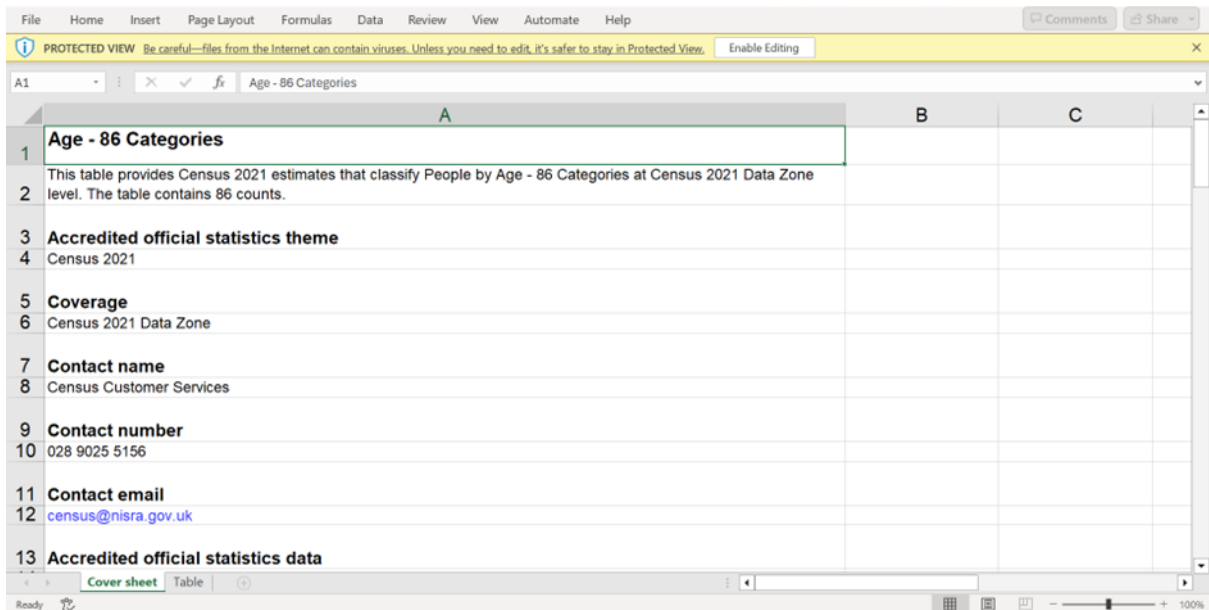 File Home Insert Page Layout Formulas Data Review View Automate Help Comments Share
PROTECTED VIEW Be careful—files from the Internet can contain viruses. Unless you need to edit, it's safer to stay in Protected View. Enable Editing
A1 fx Age - 86 Categories
A B C
1 Age - 86 Categories
This table provides Census 2021 estimates that classify People by Age - 86 Categories at Census 2021 Data Zone
2 level. The table contains 86 counts.
3 Accredited official statistics theme
4 Census 2021
5 Coverage
6 Census 2021 Data Zone
7 Contact name
8 Census Customer Services
9 Contact number
10 028 9025 5156
11 Contact email
12 census@nisra.gov.uk
13 Accredited official statistics data
Cover sheet Table
Ready 100%